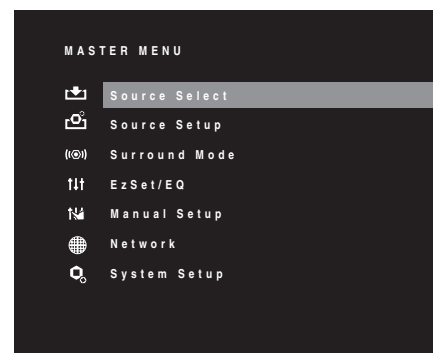 MASTER MENU
Source Select
Source Setup
Surround Mode
EzSet/EQ
Manual Setup
Network
System Setup